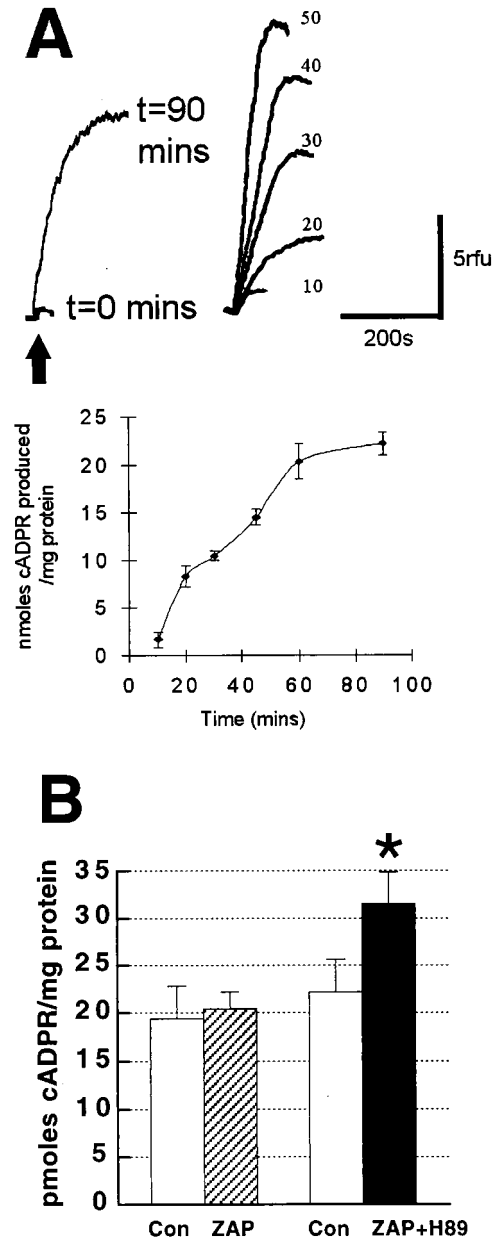 A
t=90
mins
t=0 mins
50
40
30
20
10
5rfu
200s
nmoles cADPR produced
/mg protein
25
20
15
10
5
0
0 20 40 60 80 100
Time (mins)
B
*
pmoles cADPR/mg protein
35
30
25
20
15
10
5
0
Con ZAP Con ZAP+H89